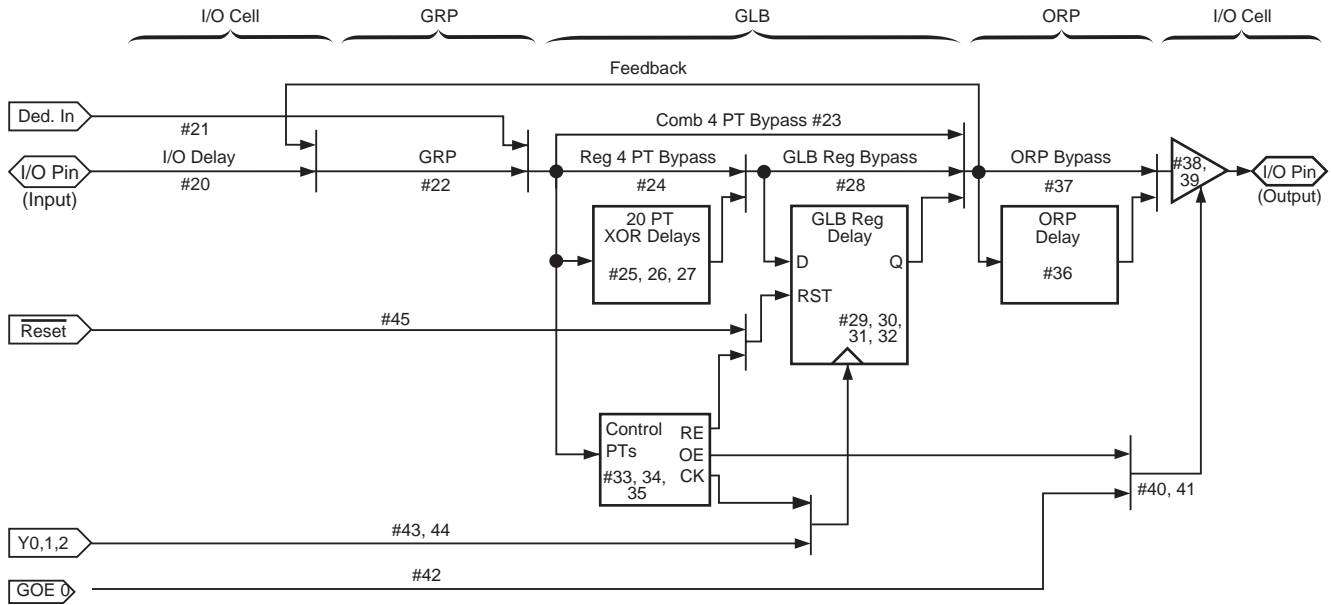 I/O Cell GRP GLB ORP I/O Cell
Feedback
Ded. In
#21
Comb 4 PT Bypass #23
I/O Pin
(Input)
I/O Delay
#20
GRP
#22
Reg 4 PT Bypass
#24
GLB Reg Bypass
#28
ORP Bypass
#37
#38,
39
I/O Pin
(Output)
20 PT
XOR Delays
#25, 26, 27
GLB Reg
Delay
D Q
RST
#29, 30,
31, 32
ORP
Delay
#36
Reset
#45
Control
PTs
#33, 34,
35
RE
OE
CK
#40, 41
Y0,1,2
#43, 44
GOE 0
#42